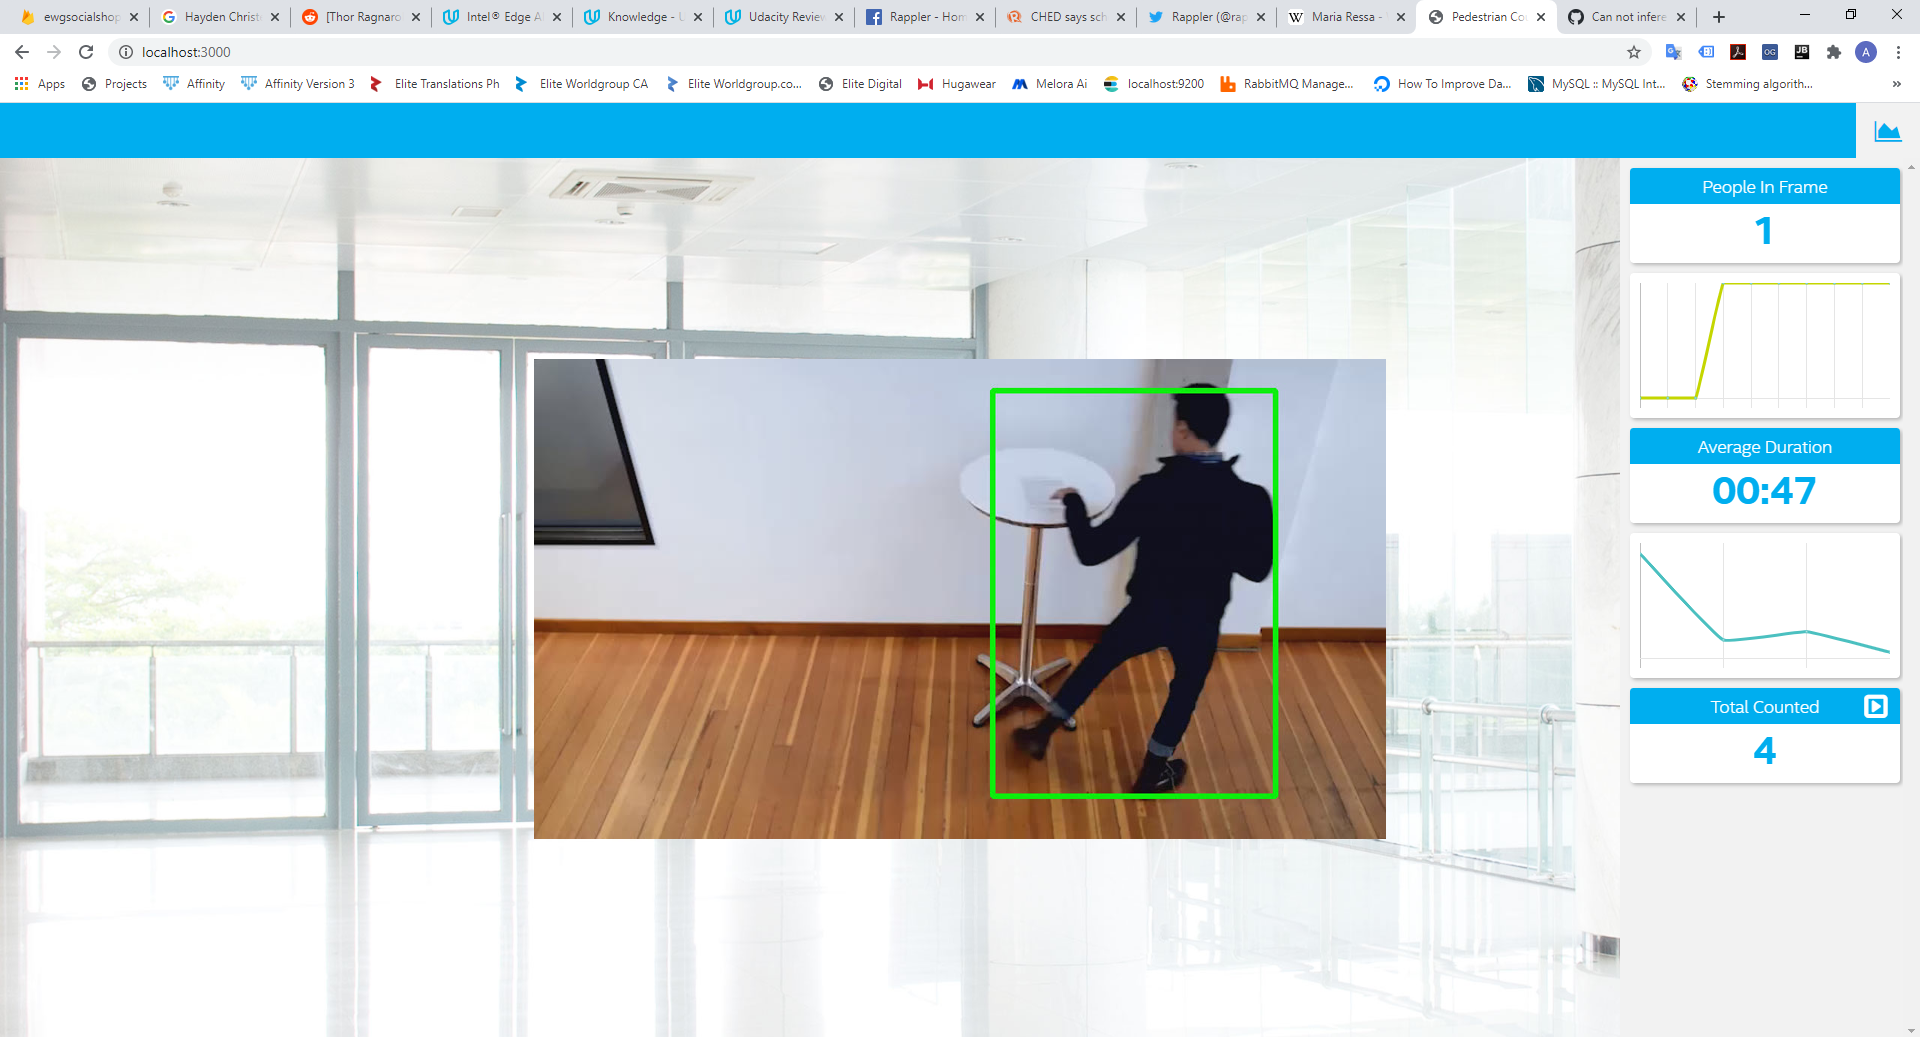 ewgsocialshop
Hayden Christ
[Thor Ragnaro
Intel® Edge A
Knowledge - U
Udacity Review
Rappler - Hom
CHED says sch
Rappler (@rap
Maria Ressa -
Pedestrian Co
Can not infere
localhost:3000
Apps
Projects
Affinity
Affinity Version 3
Elite Translations Ph
Elite Worldgroup CA
Elite Worldgroup.co...
Elite Digital
Hugawear
Melora Ai
localhost:9200
RabbitMQ Manage...
How To Improve Da...
MySQL :: MySQL Int...
Stemming algorith...
People In Frame
1
Average Duration
00:47
Total Counted
4